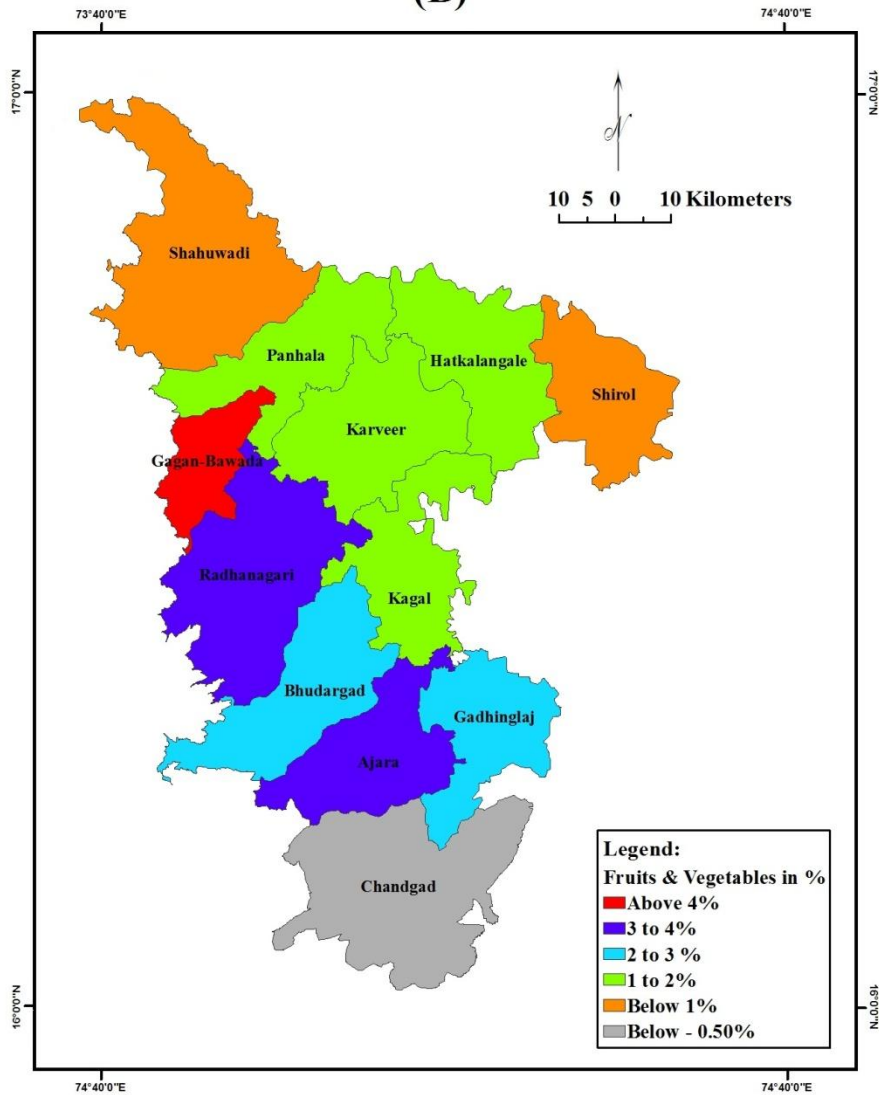 (B)
73°40'0"E
74°40'0"E
17°0'0"N
17°0'0"N
N
10 5 0 10 Kilometers
Shahuwadi
Panhala
Hatkalangale
Shirol
Karveer
Gagan-Bawada
Radhanagari
Kagal
Bhudargad
Gadhinglaj
Ajara
Chandgad
Legend:
Fruits & Vegetables in %
Above 4%
3 to 4%
2 to 3 %
1 to 2%
Below 1%
Below - 0.50%
16°0'0"N
16°0'0"N
74°40'0"E
74°40'0"E